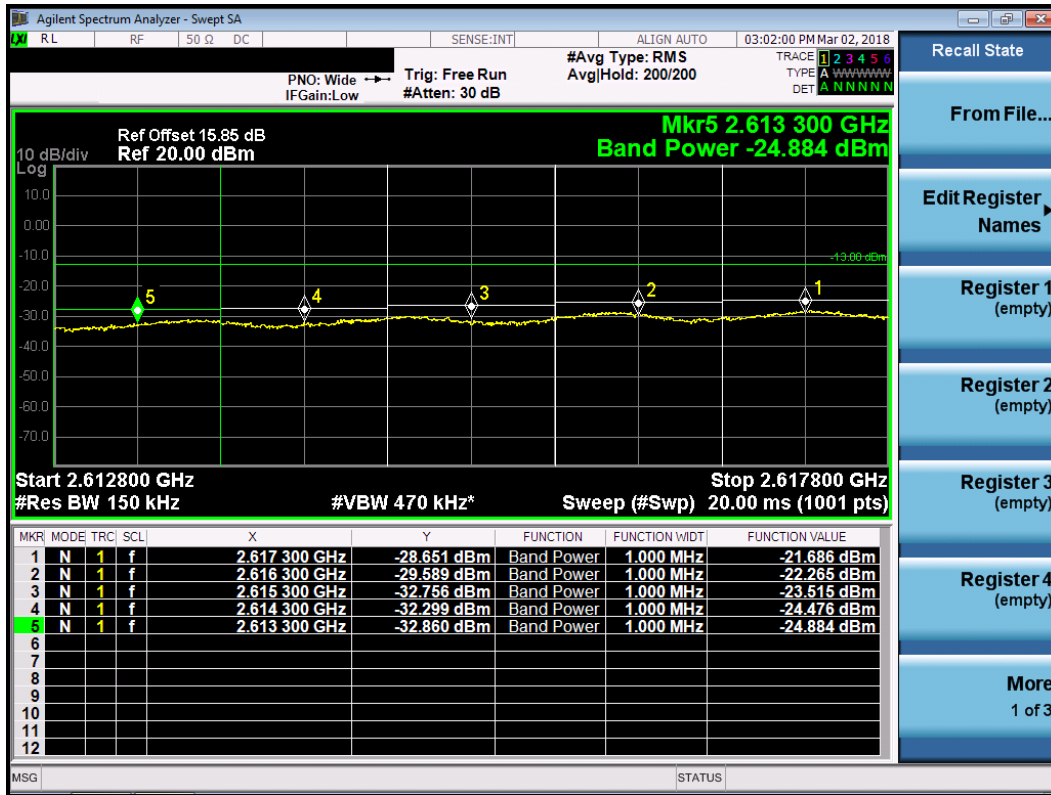 Agilent Spectrum Analyzer - Swept SA
LXI RL RF 50 Ω DC SENSE:INT ALIGN AUTO 03:02:00 PM Mar 02, 2018
#Avg Type: RMS TRACE 1 2 3 4 5 6
PNO: Wide Trig: Free Run Avg|Hold: 200/200 TYPE A WWWWW
IFGain:Low #Atten: 30 dB DET A N N N N N
Mkr5 2.613 300 GHz
Ref Offset 15.85 dB
10 dB/div Ref 20.00 dBm Band Power -24.884 dBm
Log
10.0
0.00
-10.0
-13.00 dBm
-20.0
5 4 3 2 1
-30.0
-40.0
-50.0
-60.0
-70.0
Start 2.612800 GHz Stop 2.617800 GHz
#Res BW 150 kHz #VBW 470 kHz* Sweep (#Swp) 20.00 ms (1001 pts)
MKR MODE TRC SCL X Y FUNCTION FUNCTION WIDT FUNCTION VALUE
1 N 1 f 2.617 300 GHz -28.651 dBm Band Power 1.000 MHz -21.686 dBm
2 N 1 f 2.616 300 GHz -29.589 dBm Band Power 1.000 MHz -22.265 dBm
3 N 1 f 2.615 300 GHz -32.756 dBm Band Power 1.000 MHz -23.515 dBm
4 N 1 f 2.614 300 GHz -32.299 dBm Band Power 1.000 MHz -24.476 dBm
5 N 1 f 2.613 300 GHz -32.860 dBm Band Power 1.000 MHz -24.884 dBm
6
7
8
9
10
11
12
MSG STATUS
Recall State
From File...
Edit Register
Names
Register 1
(empty)
Register 2
(empty)
Register 3
(empty)
Register 4
(empty)
More
1 of 3